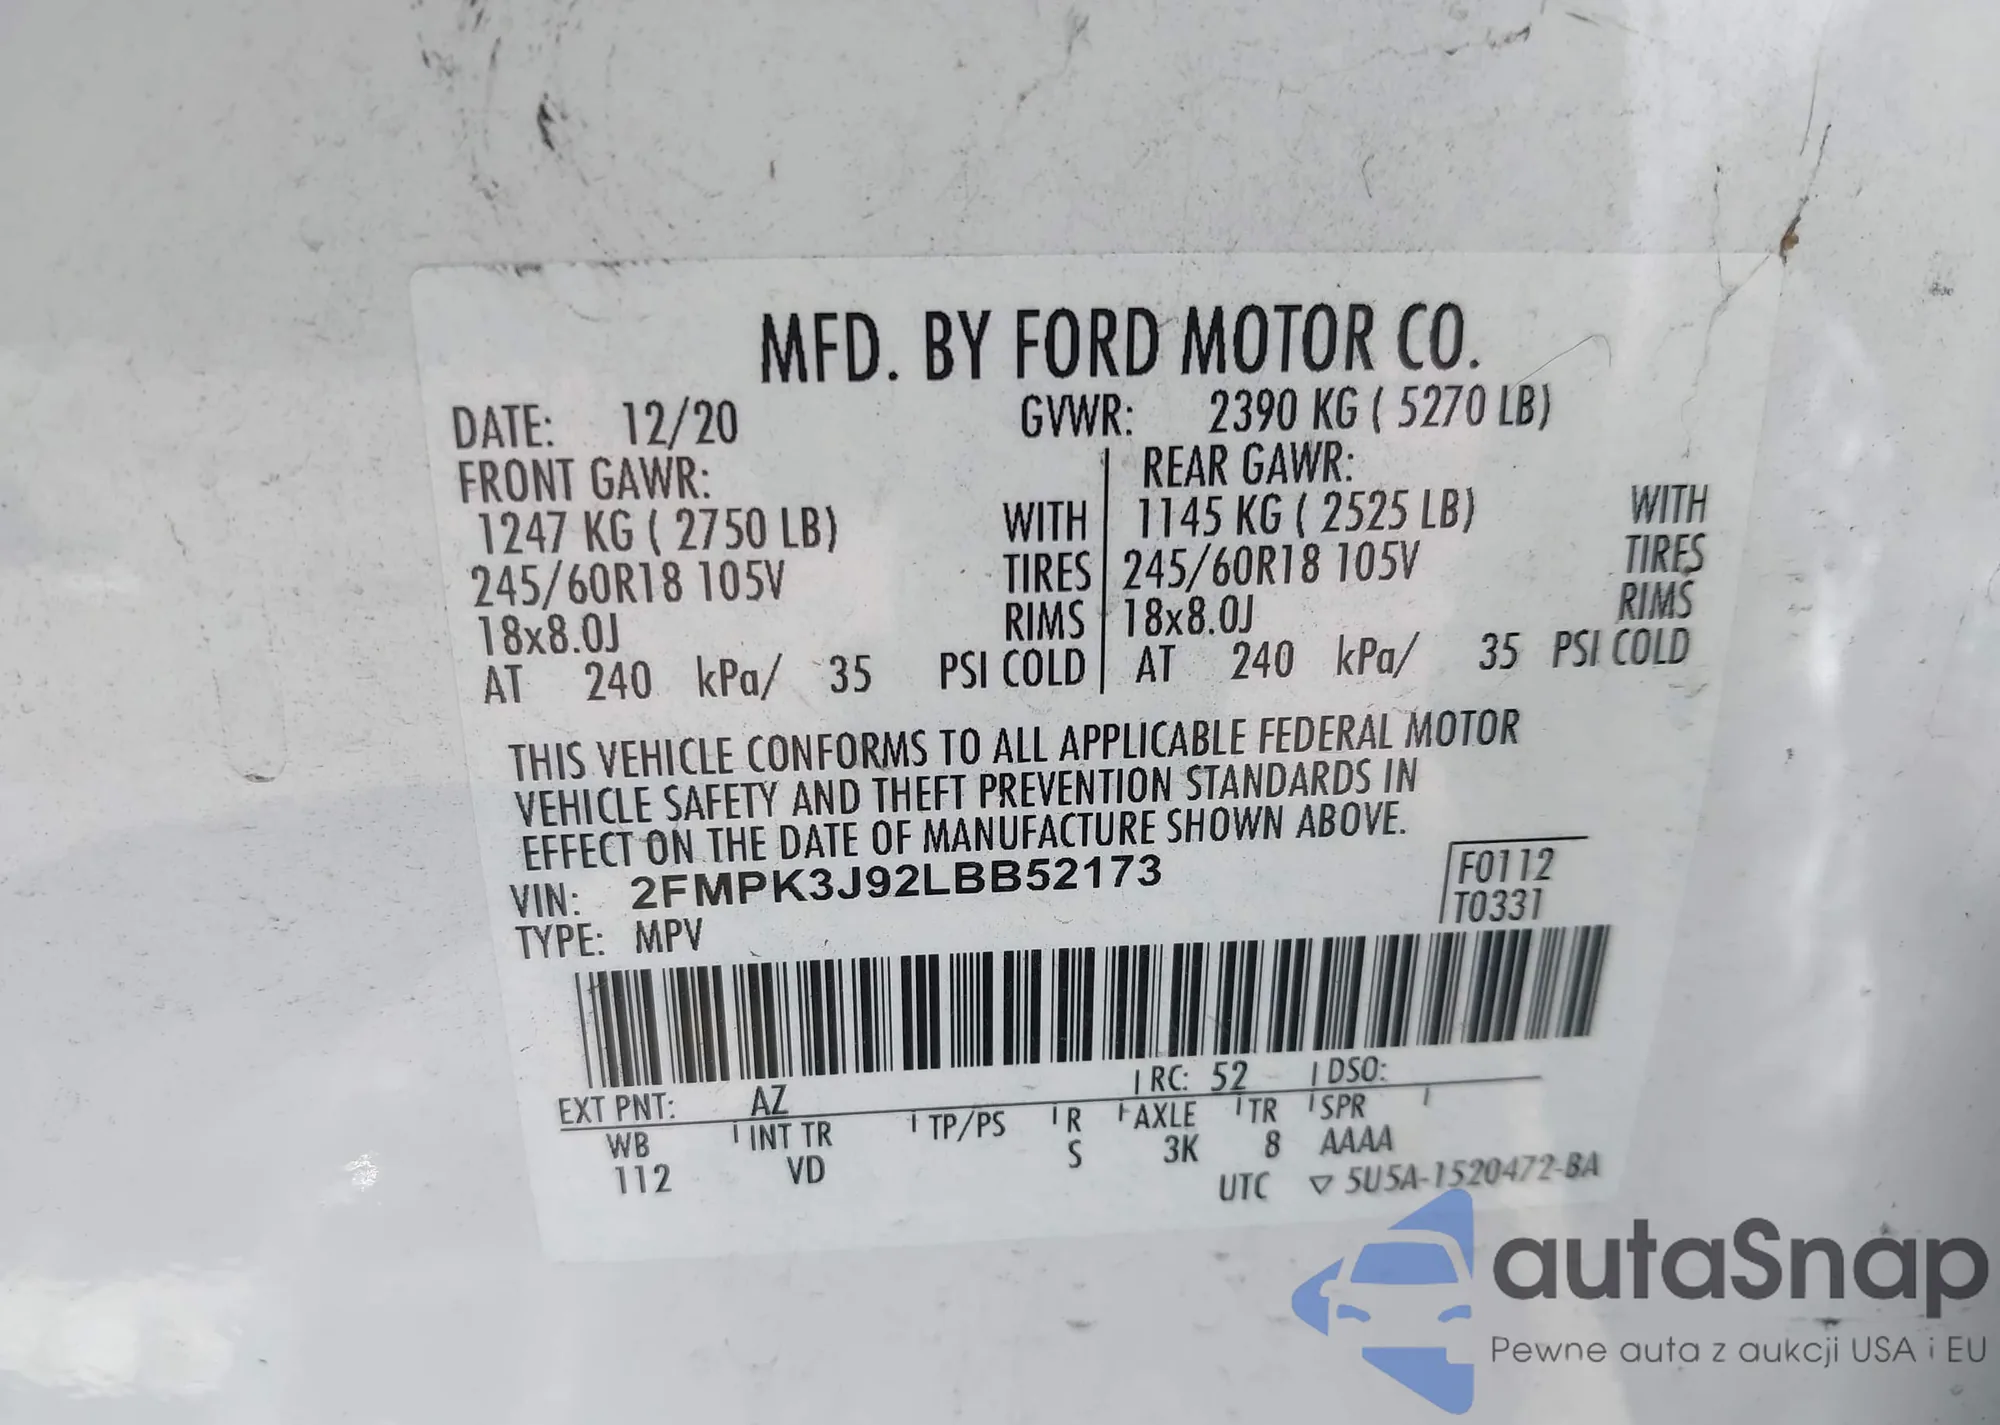 MFD. BY FORD MOTOR CO.
DATE: 12/20 GVWR: 2390 KG ( 5270 LB)
FRONT GAWR: REAR GAWR:
1247 KG ( 2750 LB) WITH 1145 KG ( 2525 LB) WITH
245/60R18 105V TIRES 245/60R18 105V TIRES
18x8.0J RIMS 18x8.0J RIMS
AT 240 kPa/ 35 PSI COLD AT 240 kPa/ 35 PSI COLD
THIS VEHICLE CONFORMS TO ALL APPLICABLE FEDERAL MOTOR
VEHICLE SAFETY AND THEFT PREVENTION STANDARDS IN
EFFECT ON THE DATE OF MANUFACTURE SHOWN ABOVE.
VIN: 2FMPK3J92LBB52173 F0112
TYPE: MPV T0331
EXT PNT: AZ RC: 52 DSO:
WB INT TR TP/PS R AXLE TR SPR
112 VD S 3K 8 AAAA
UTC ▽ 5U5A-1520472-BA
autaSnap
Pewne auta z aukcji USA i EU